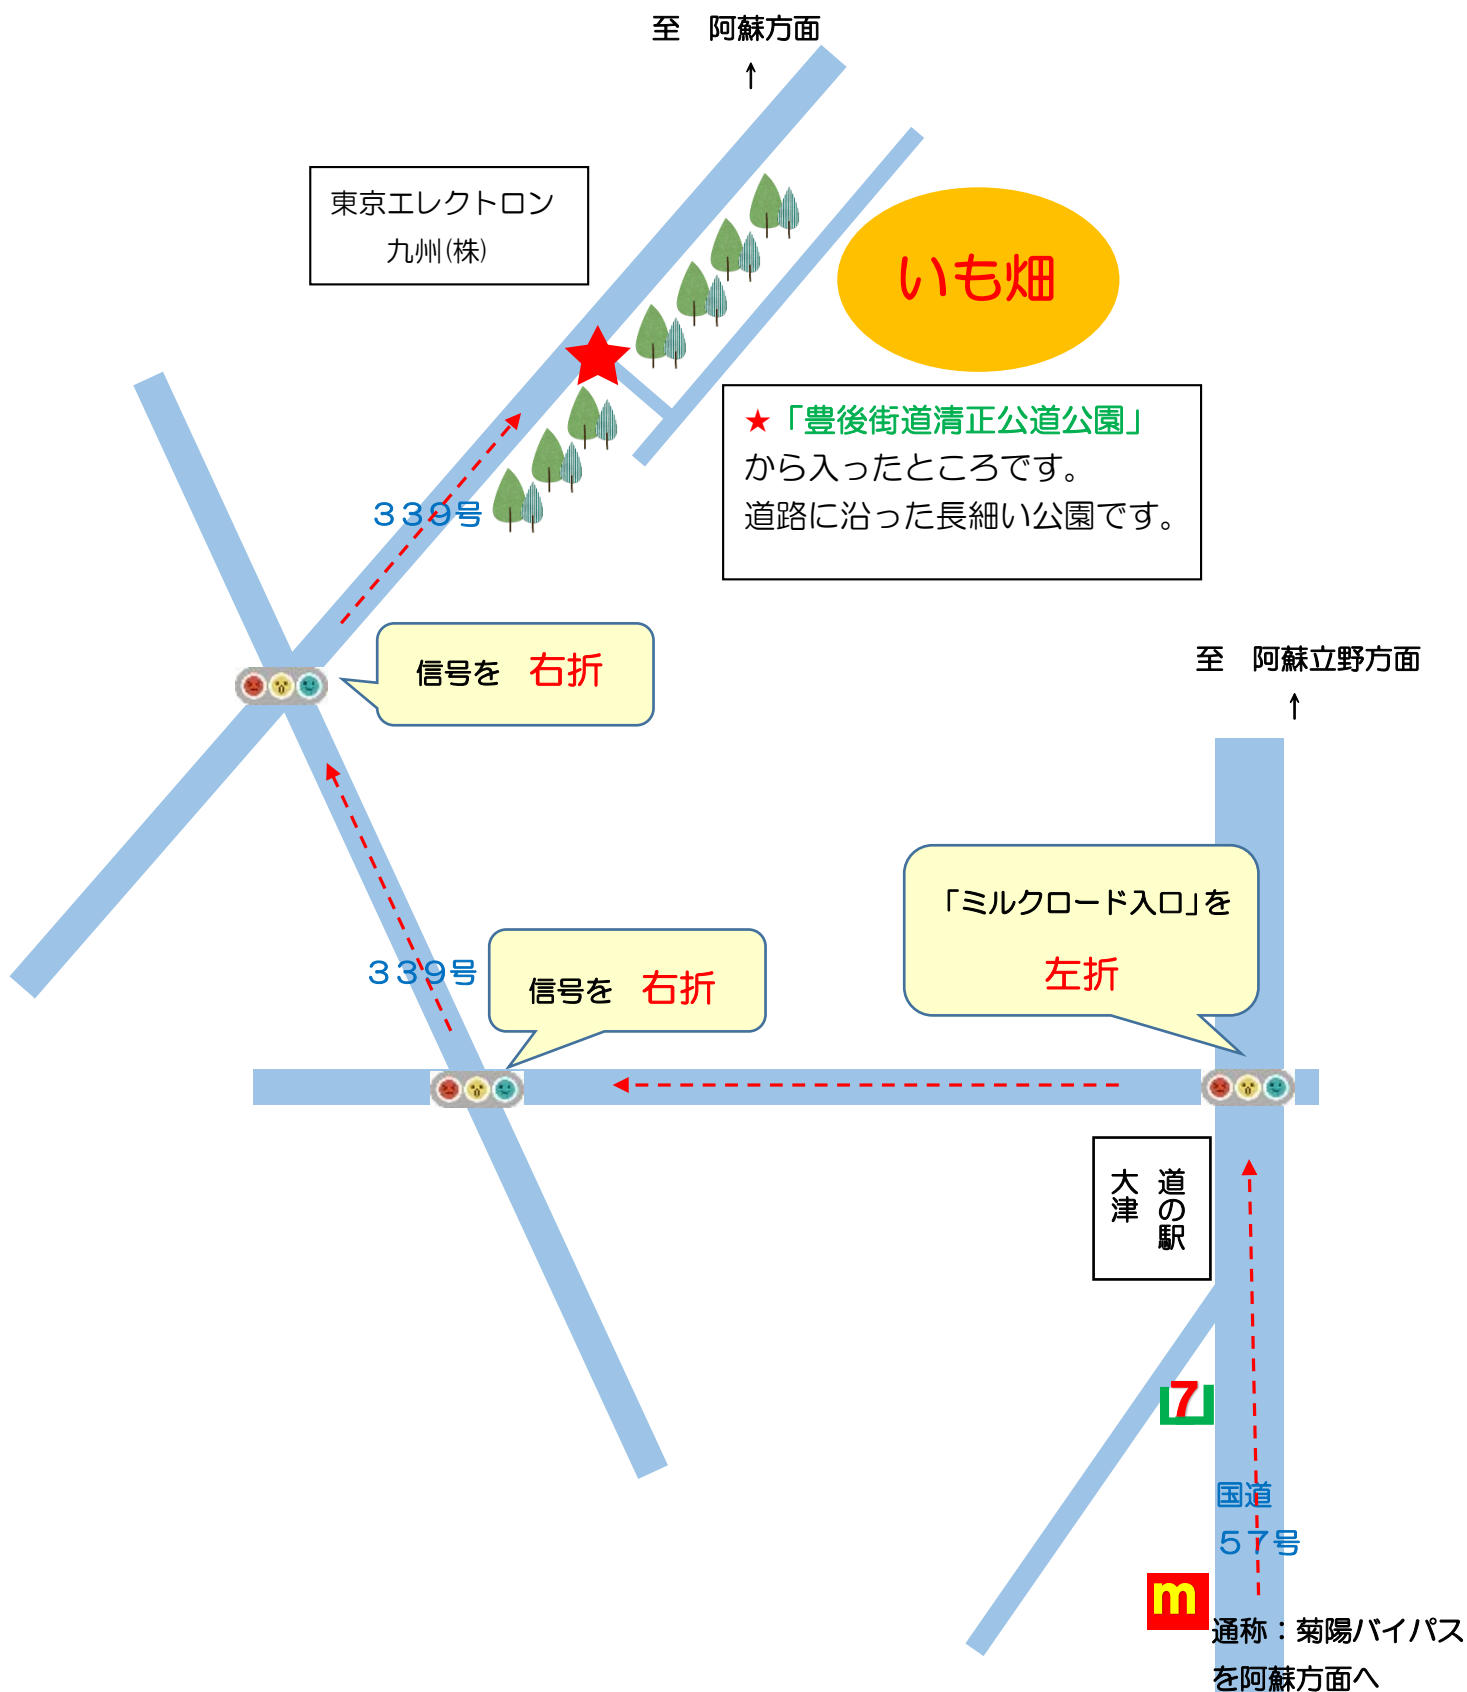 至　阿蘇方面
↑
東京エレクトロン
九州(株)
いも畑
★「豊後街道清正公道公園」
から入ったところです。
道路に沿った長細い公園です。
３３９号
信号を　右折
至　阿蘇立野方面
↑
「ミルクロード入口」を
左折
３３９号
信号を　右折
道の駅
大津
7
国道
５７号
m
通称：菊陽バイパス
を阿蘇方面へ